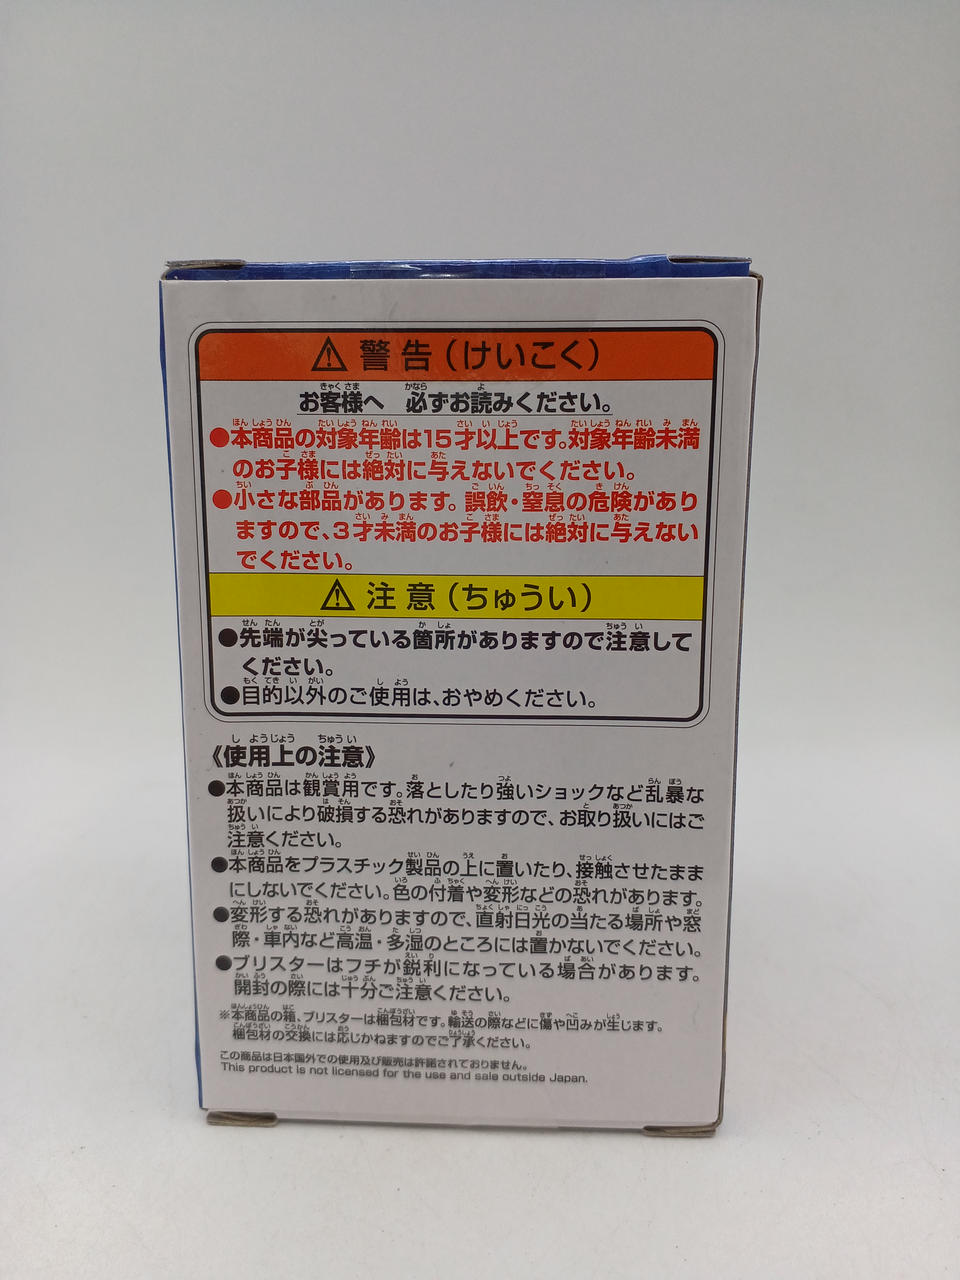 ⚠ 警告(けいこく)
お客様へ 必ずお読みください。
●本商品の対象年齢は15才以上です。対象年齢未満
のお子様には絶対に与えないでください。
●小さな部品があります。誤飲・窒息の危険があり
ますので、3才未満のお子様には絶対に与えない
でください。
⚠ 注意(ちゅうい)
●先端が尖っている箇所がありますので注意して
ください。
●目的以外のご使用は、おやめください。
《使用上の注意》
●本商品は観賞用です。落としたり強いショックなど乱暴な
扱いにより破損する恐れがありますので、お取り扱いにはご
注意ください。
●本商品をプラスチック製品の上に置いたり、接触させたまま
にしないでください。色の付着や変形などの恐れがあります。
●変形する恐れがありますので、直射日光の当たる場所や窓
際・車内など高温・多湿のところには置かないでください。
●ブリスターはフチが鋭利になっている場合があります。
開封の際には十分ご注意ください。
※本商品の箱、ブリスターは梱包材です。輸送の際などに傷や凹みが生じます。
梱包材の交換には応じかねますのでご了承ください。
この商品は日本国外での使用及び販売は許諾されておりません。
This product is not licensed for the use and sale outside Japan.